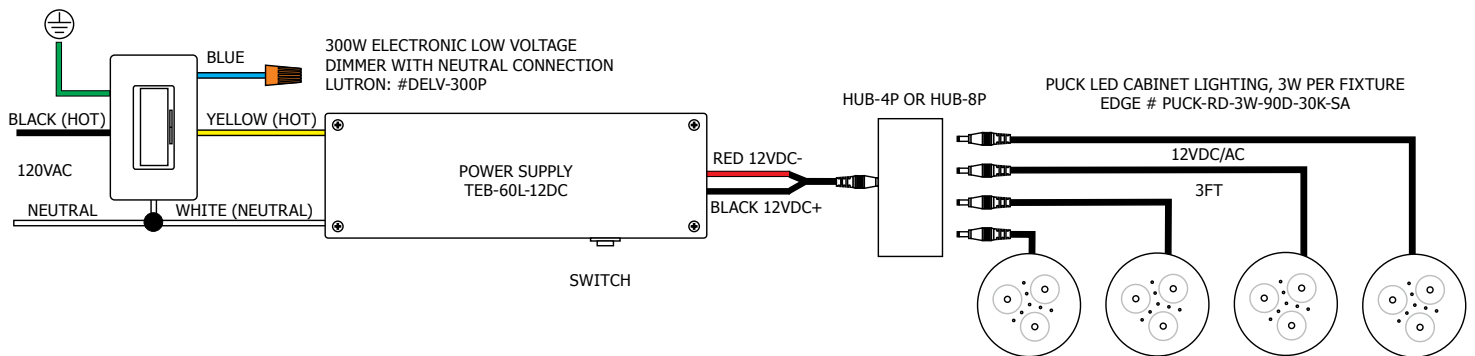 BLUE
300W ELECTRONIC LOW VOLTAGE
DIMMER WITH NEUTRAL CONNECTION
LUTRON: #DELV-300P
BLACK (HOT)
YELLOW (HOT)
120VAC
NEUTRAL
WHITE (NEUTRAL)
POWER SUPPLY
TEB-60L-12DC
SWITCH
RED 12VDC-
BLACK 12VDC+
HUB-4P OR HUB-8P
PUCK LED CABINET LIGHTING, 3W PER FIXTURE
EDGE # PUCK-RD-3W-90D-30K-SA
12VDC/AC
3FT